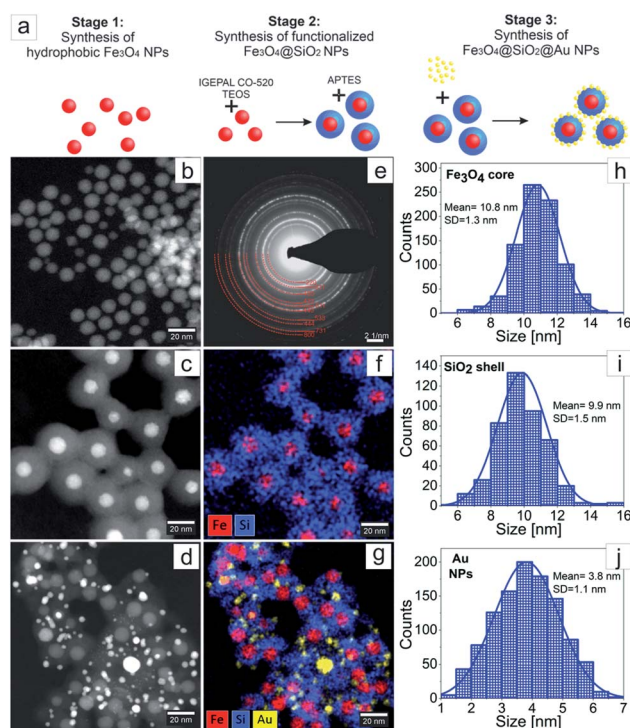 a
Stage 1:
Synthesis of
hydrophobic Fe₃O₄ NPs
Stage 2:
Synthesis of functionalized
Fe₃O₄@SiO₂ NPs
Stage 3:
Synthesis of
Fe₃O₄@SiO₂@Au NPs
IGEPAL CO-520
TEOS
+
APTES
+
+
b
20 nm
e
444
800
731
2 1/nm
h
Fe₃O₄ core
Mean= 10.8 nm
SD=1.3 nm
Counts
300
250
200
150
100
50
0
6 8 10 12 14 16
Size [nm]
c
20 nm
f
Fe Si
20 nm
i
SiO₂ shell
Mean= 9.9 nm
SD=1.5 nm
Counts
140
120
100
80
60
40
20
0
6 8 10 12 14 16
Size [nm]
d
20 nm
g
Fe Si Au
20 nm
j
Au
NPs
Mean= 3.8 nm
SD=1.1 nm
Counts
200
150
100
50
0
1 2 3 4 5 6 7
Size [nm]